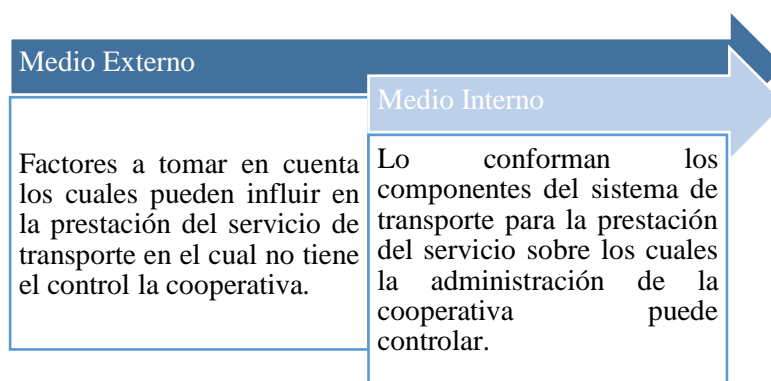 Medio Externo
Factores a tomar en cuenta
los cuales pueden influir en
la prestación del servicio de
transporte en el cual no tiene
el control la cooperativa.
Medio Interno
Lo conforman los
componentes del sistema de
transporte para la prestación
del servicio sobre los cuales
la administración de la
cooperativa puede
controlar.